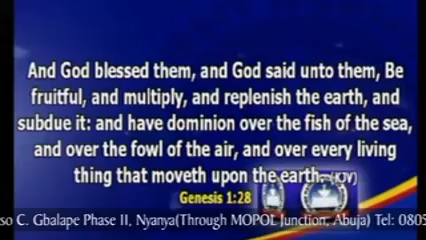 And God blessed them, and God said unto them, Be
fruitful, and multiply, and replenish the earth, and
subdue it: and have dominion over the fish of the sea,
and over the fowl of the air, and over every living
thing that moveth upon the earth. (KJV)
Genesis 1:28
so C. Gbalape Phase II, Nyanya(Through MOPOL Junction, Abuja) Tel: 0805